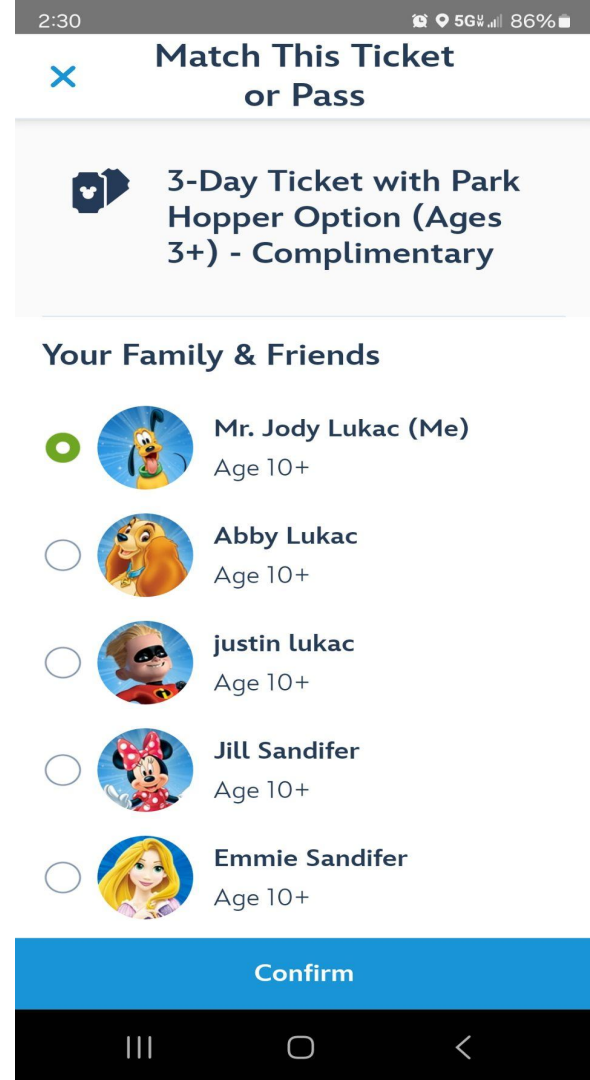 2:30 5G 86%
Match This Ticket
or Pass
3-Day Ticket with Park
Hopper Option (Ages
3+) - Complimentary
Your Family & Friends
Mr. Jody Lukac (Me)
Age 10+
Abby Lukac
Age 10+
justin lukac
Age 10+
Jill Sandifer
Age 10+
Emmie Sandifer
Age 10+
Confirm